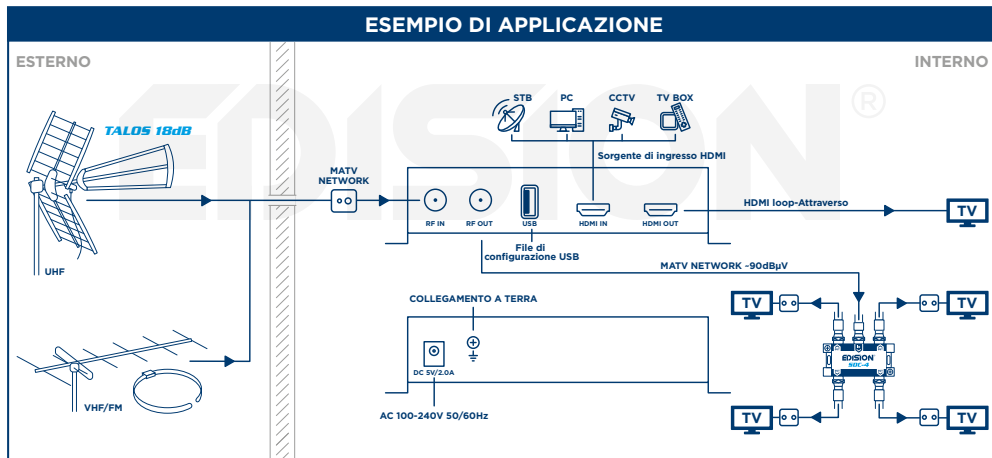 ESEMPIO DI APPLICAZIONE
ESTERNO
INTERNO
EDISION®
STB
PC
CCTV
TV BOX
TALOS 18dB
Sorgente di ingresso HDMI
MATV
NETWORK
RF IN
RF OUT
USB
HDMI IN
HDMI OUT
HDMI loop-Attraverso
TV
File di
configurazione USB
MATV NETWORK ~90dBμV
UHF
COLLEGAMENTO A TERRA
TV
TV
EDISION
SDC-4
DC 5V/2.0A
VHF/FM
AC 100-240V 50/60Hz
TV
TV